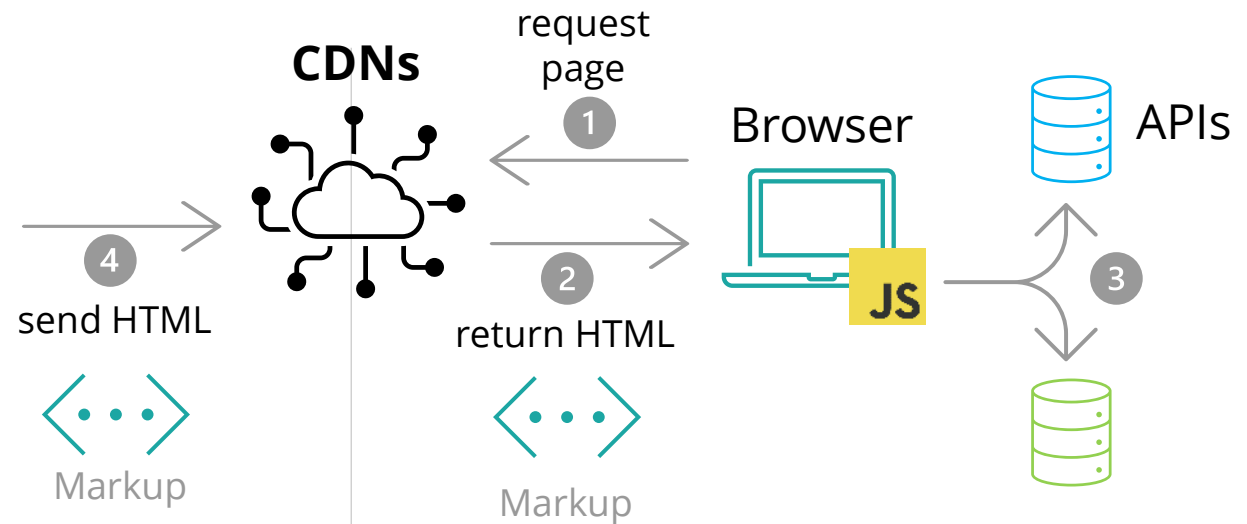 request
page
CDNs
1
Browser
APIs
4
send HTML
Markup
2
return HTML
Markup
JS
3